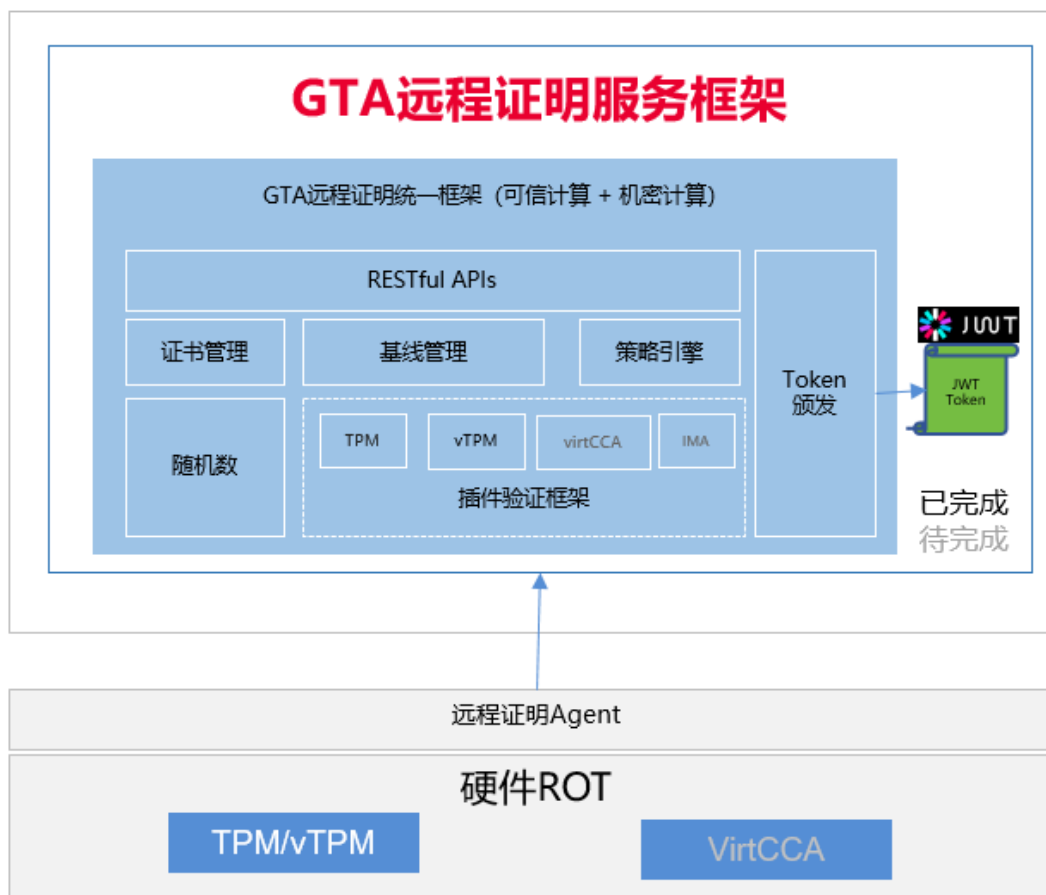 GTA远程证明服务框架
GTA远程证明统一框架 (可信计算 + 机密计算)
RESTful APIs
证书管理
基线管理
策略引擎
Token
颁发
JWT
JWT
Token
随机数
TPM
vTPM
virtCCA
IMA
插件验证框架
已完成
待完成
远程证明Agent
硬件ROT
TPM/vTPM
VirtCCA